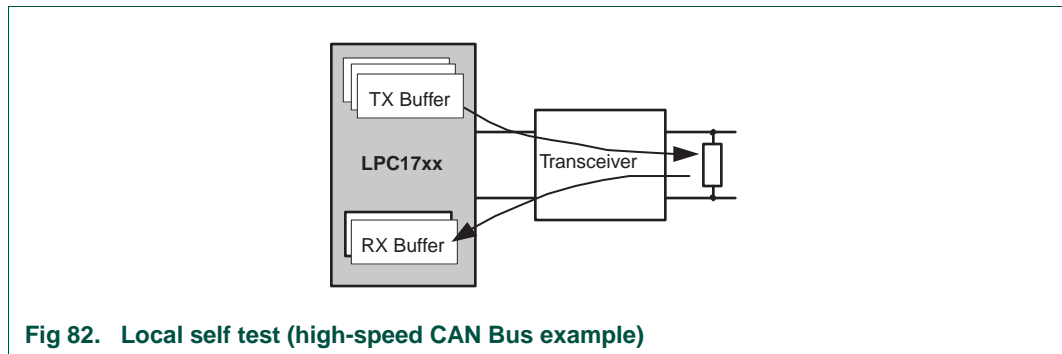 TX Buffer
LPC17xx
Transceiver
RX Buffer
Fig 82. Local self test (high-speed CAN Bus example)